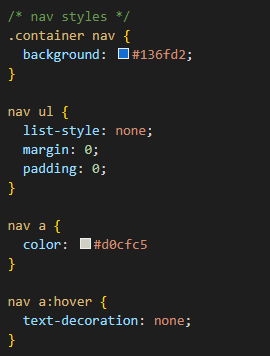 /* nav styles */
.container nav {
  background: #136fd2;
}

nav ul {
  list-style: none;
  margin: 0;
  padding: 0;
}

nav a {
  color: #d0cfc5
}

nav a:hover {
  text-decoration: none;
}